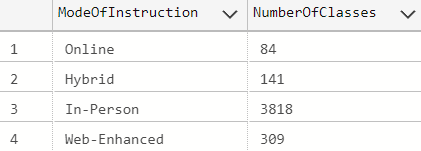 ModeOfInstruction NumberOfClasses
1 Online 84
2 Hybrid 141
3 In-Person 3818
4 Web-Enhanced 309